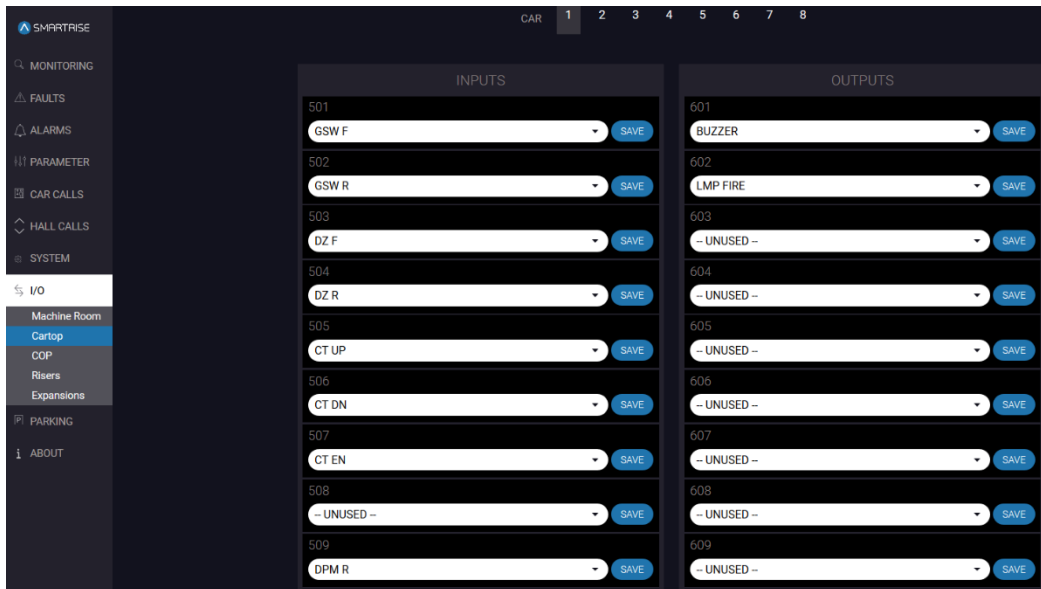 SMARTRISE
MONITORING
FAULTS
ALARMS
PARAMETER
CAR CALLS
HALL CALLS
SYSTEM
I/O
Machine Room
Cartop
COP
Risers
Expansions
PARKING
ABOUT
CAR 1 2 3 4 5 6 7 8
INPUTS
501
GSW F SAVE
502
GSW R SAVE
503
DZ F SAVE
504
DZ R SAVE
505
CT UP SAVE
506
CT DN SAVE
507
CT EN SAVE
508
-- UNUSED -- SAVE
509
DPM R SAVE
OUTPUTS
601
BUZZER SAVE
602
LMP FIRE SAVE
603
-- UNUSED -- SAVE
604
-- UNUSED -- SAVE
605
-- UNUSED -- SAVE
606
-- UNUSED -- SAVE
607
-- UNUSED -- SAVE
608
-- UNUSED -- SAVE
609
-- UNUSED -- SAVE